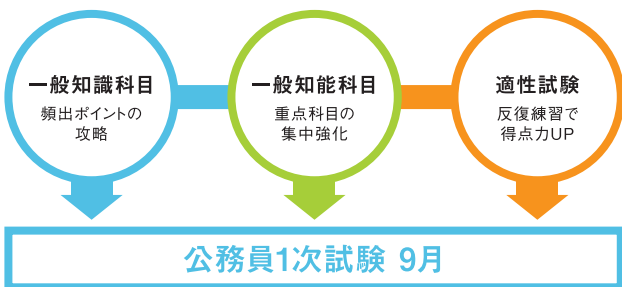 一般知識科目
頻出ポイントの
攻略
一般知能科目
重点科目の
集中強化
適性試験
反復練習で
得点力UP
公務員1次試験 9月